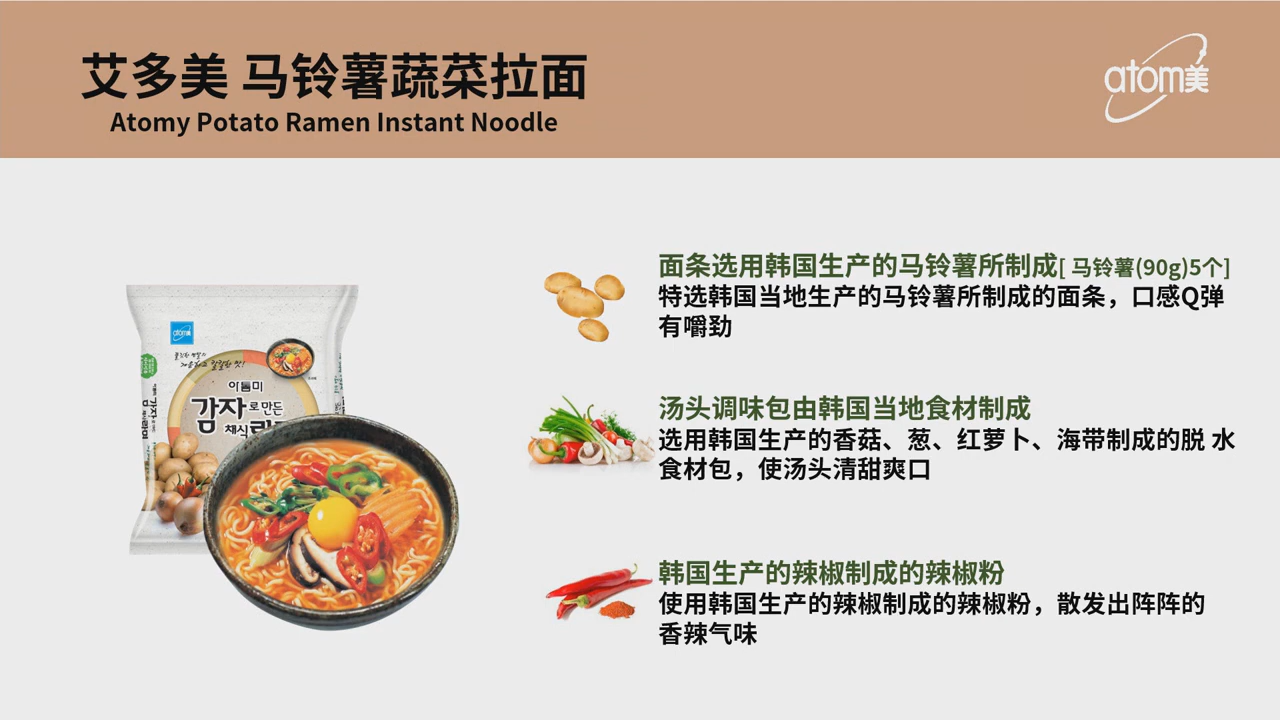 艾多美 马铃薯蔬菜拉面
Atomy Potato Ramen Instant Noodle
atom美
面条选用韩国生产的马铃薯所制成[ 马铃薯(90g)5个]
特选韩国当地生产的马铃薯所制成的面条，口感Q弹
有嚼劲
汤头调味包由韩国当地食材制成
选用韩国生产的香菇、葱、红萝卜、海带制成的脱 水
食材包，使汤头清甜爽口
韩国生产的辣椒制成的辣椒粉
使用韩国生产的辣椒制成的辣椒粉，散发出阵阵的
香辣气味
atom美
아톰미
감자로만든
채식